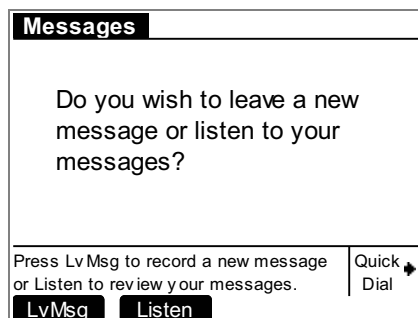 Messages
Do you wish to leave a new
message or listen to your
messages?
Press LvMsg to record a new message
or Listen to review your messages.
Quick
Dial
LvMsg Listen